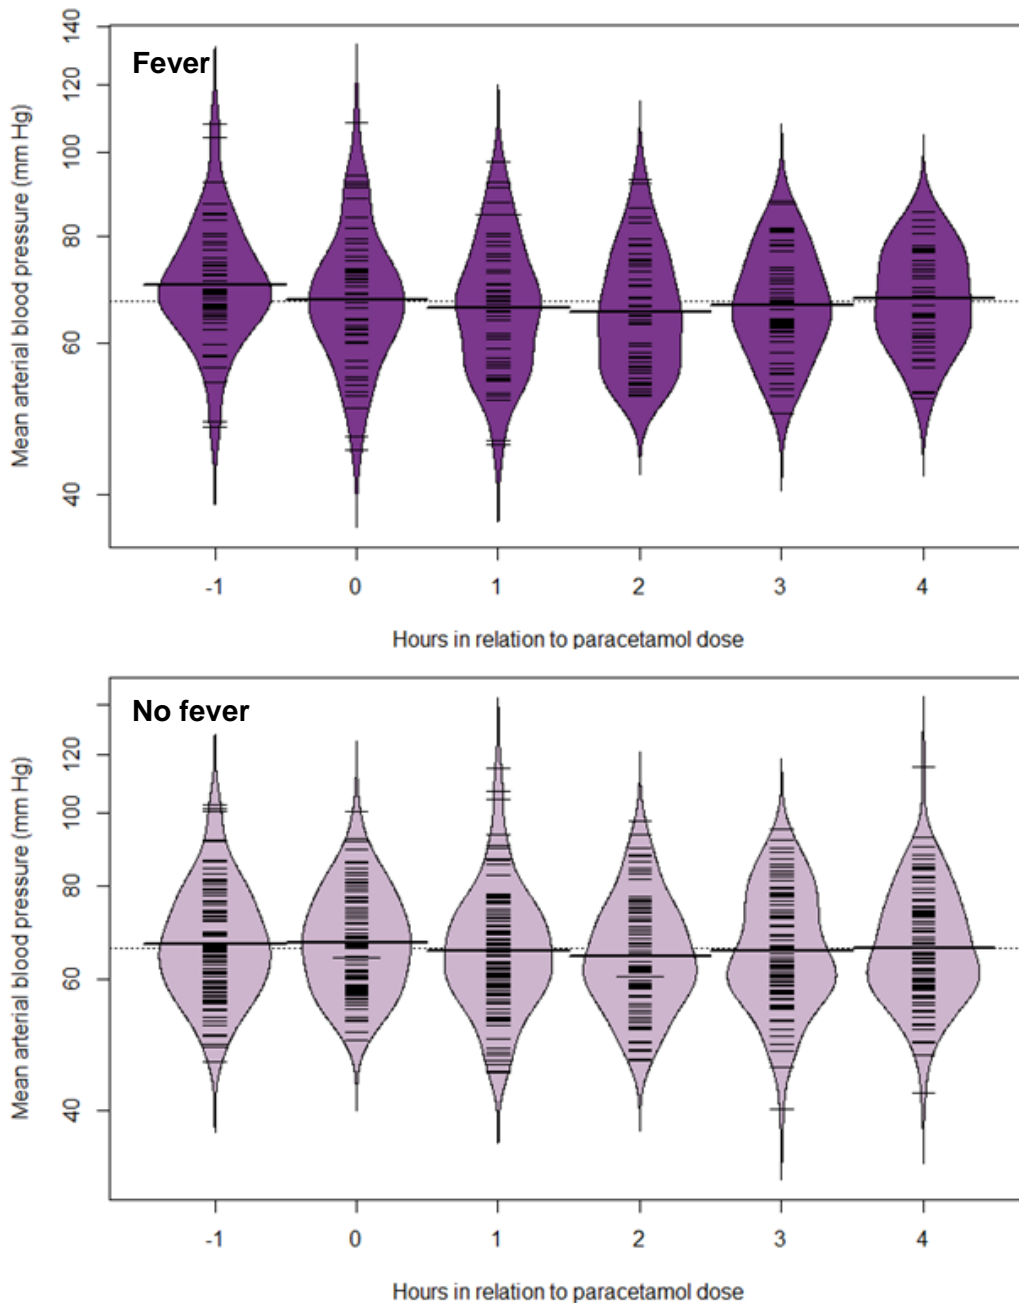 Fever
Mean arterial blood pressure (mm Hg)
140
120
100
80
60
40
-1 0 1 2 3 4
Hours in relation to paracetamol dose
No fever
Mean arterial blood pressure (mm Hg)
120
100
80
60
40
-1 0 1 2 3 4
Hours in relation to paracetamol dose